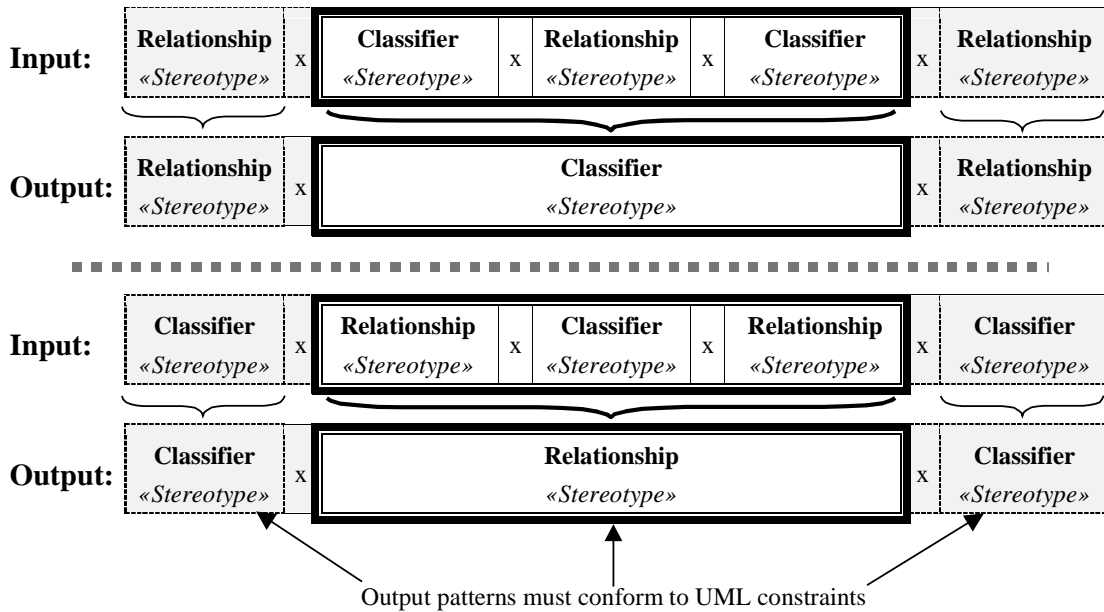 Relationship x Classifier x Relationship x Classifier x Relationship
Input:
«Stereotype» «Stereotype» «Stereotype» «Stereotype» «Stereotype»
Relationship x Classifier x Relationship
Output:
«Stereotype» «Stereotype» «Stereotype»
Classifier x Relationship x Classifier x Relationship x Classifier
Input:
«Stereotype» «Stereotype» «Stereotype» «Stereotype» «Stereotype»
Classifier x Relationship x Classifier
Output:
«Stereotype» «Stereotype» «Stereotype»
Output patterns must conform to UML constraints